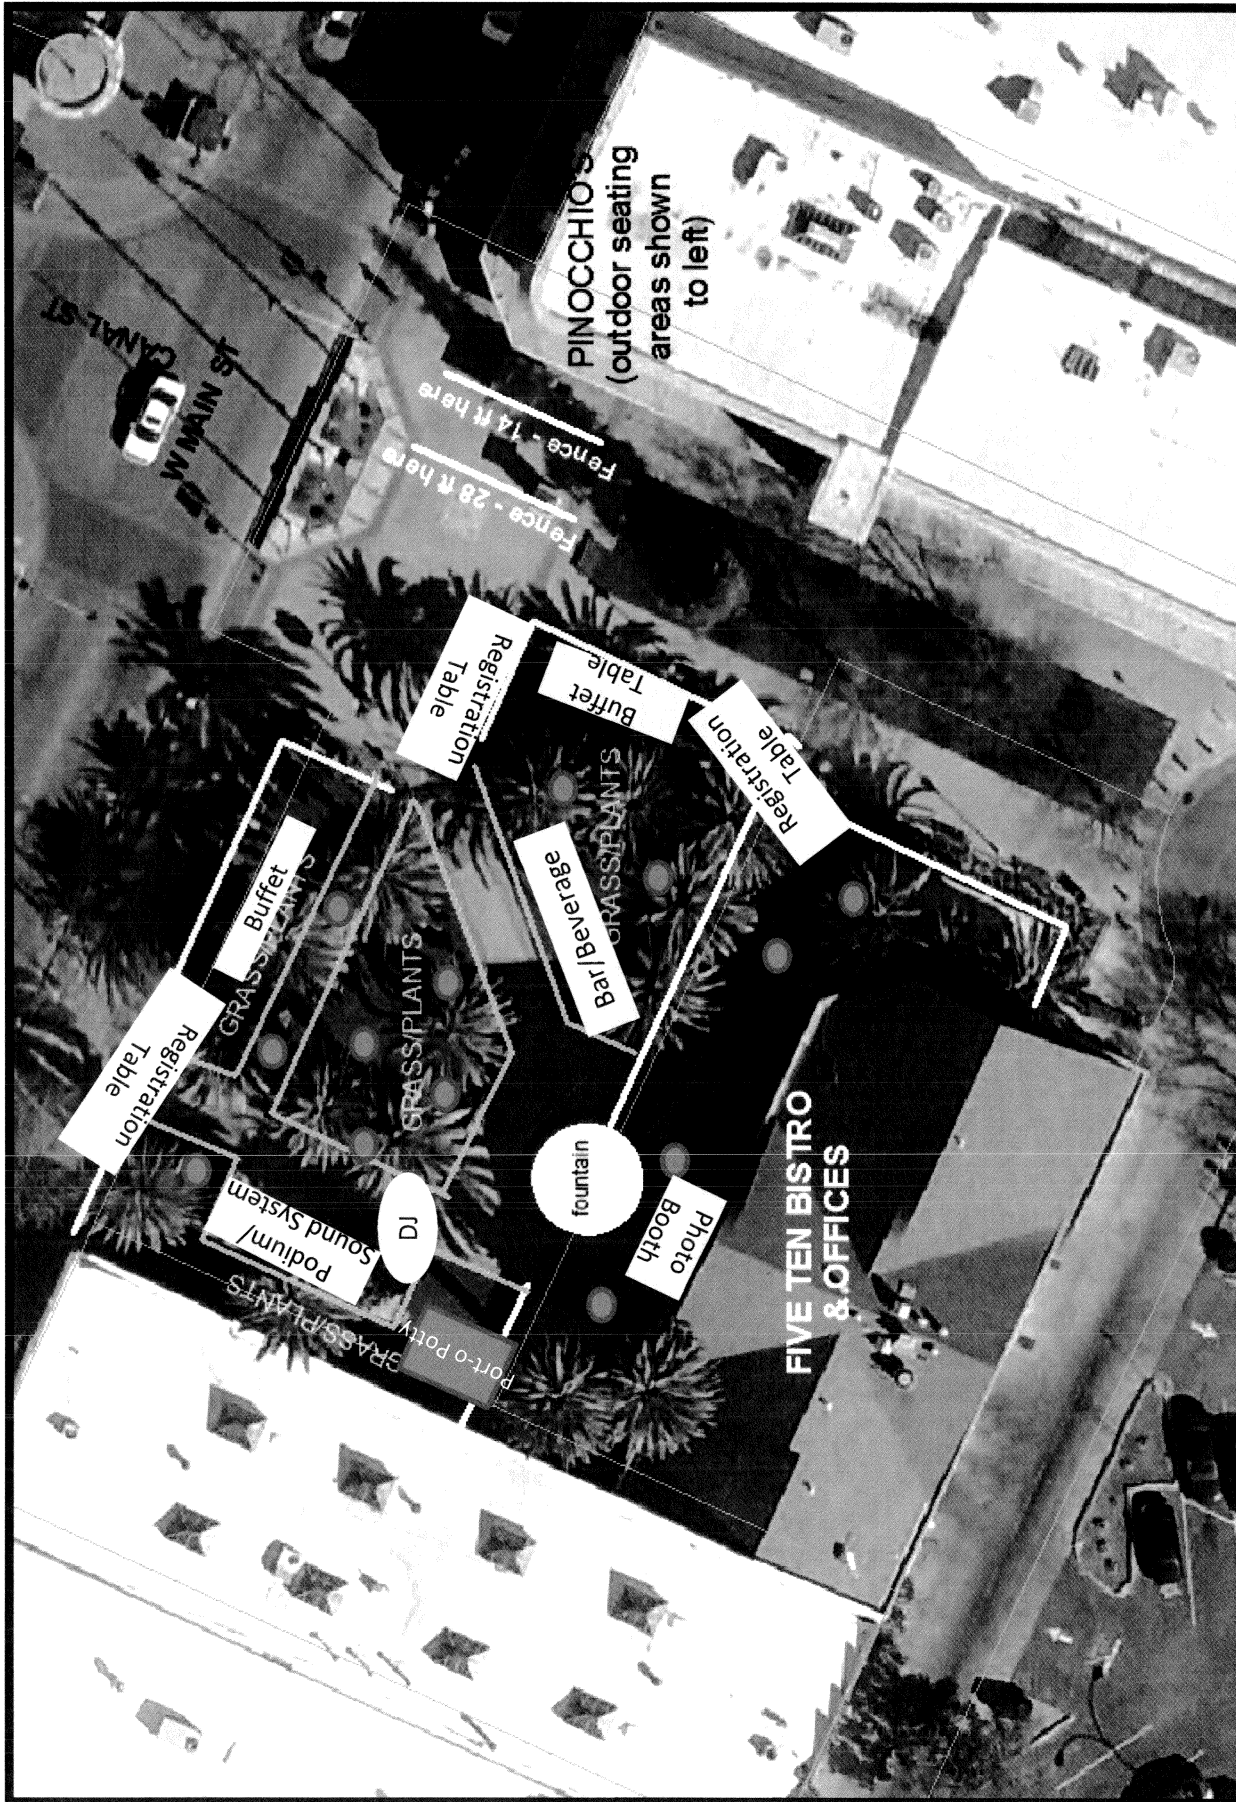 CANAL ST
W MAIN ST
PINOCCHIO'S
(outdoor seating
areas shown
to left)
Fence - 14 ft here
Fence - 28 ft here
Registration
Table
Buffet
Table
Registration
Table
Buffet
GRASS/PLANTS
GRASS/PLANTS
Bar/Beverage
GRASS/PLANTS
Registration
Table
Podium/
Sound System
DJ
fountain
GRASS/PLANTS
Port-o Potty
Photo
Booth
FIVE TEN BISTRO
& OFFICES